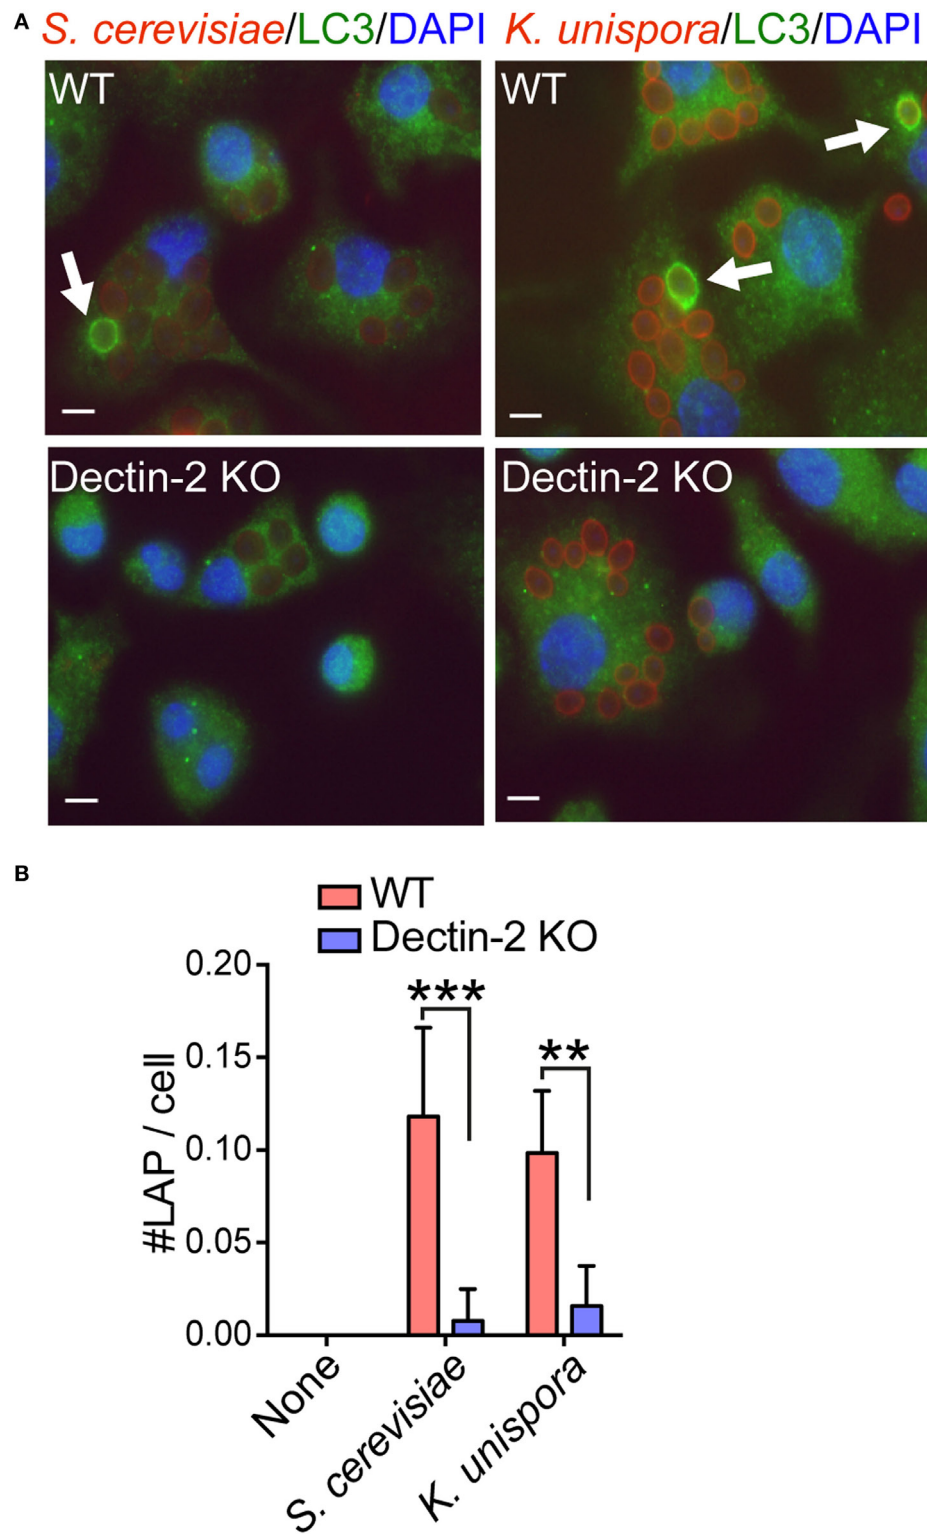 A S. cerevisiae/LC3/DAPI K. unispora/LC3/DAPI
WT WT
Dectin-2 KO Dectin-2 KO
B
WT
Dectin-2 KO
0.20
0.15
0.10
0.05
0.00
#LAP / cell
***
**
None
S. cerevisiae
K. unispora